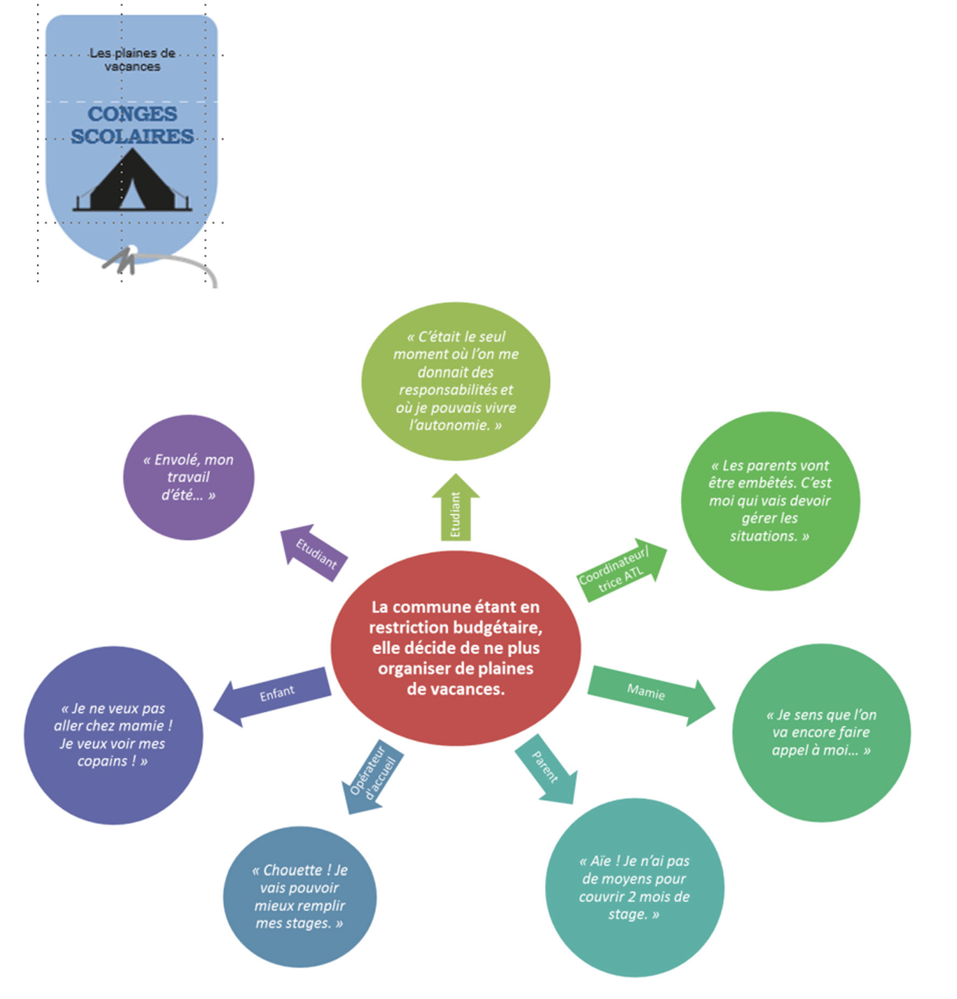 Les plaines de
vacances
CONGES
SCOLAIRES
« C’était le seul
moment où l’on me
donnait des
responsabilités et
où je pouvais vivre
l’autonomie. »
Etudiant
« Envolé, mon
travail
d’été... »
Etudiant
« Les parents vont
être embêtés. C’est
moi qui vais devoir
gérer les
situations. »
Coordinateur/
trice ATL
La commune étant en
restriction budgétaire,
elle décide de ne plus
organiser de plaines
de vacances.
Enfant
« Je ne veux pas
aller chez mamie !
Je veux voir mes
copains ! »
Mamie
« Je sens que l’on
va encore faire
appel à moi... »
Opérateur
d'accueil
« Chouette ! Je
vais pouvoir
mieux remplir
mes stages. »
Parent
« Aïe ! Je n’ai pas
de moyens pour
couvrir 2 mois de
stage. »